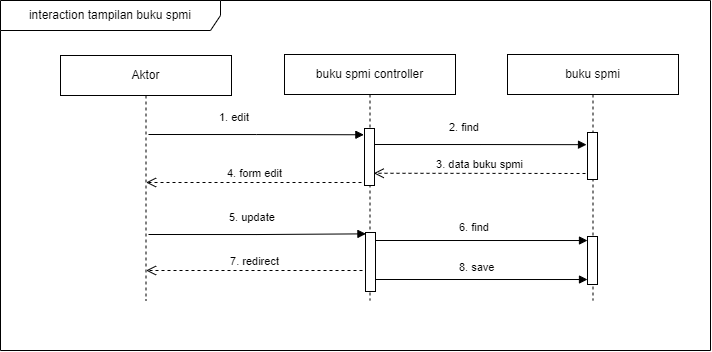 interaction tampilan buku spmi
Aktor
buku spmi controller
buku spmi
1. edit
2. find
3. data buku spmi
4. form edit
5. update
6. find
7. redirect
8. save